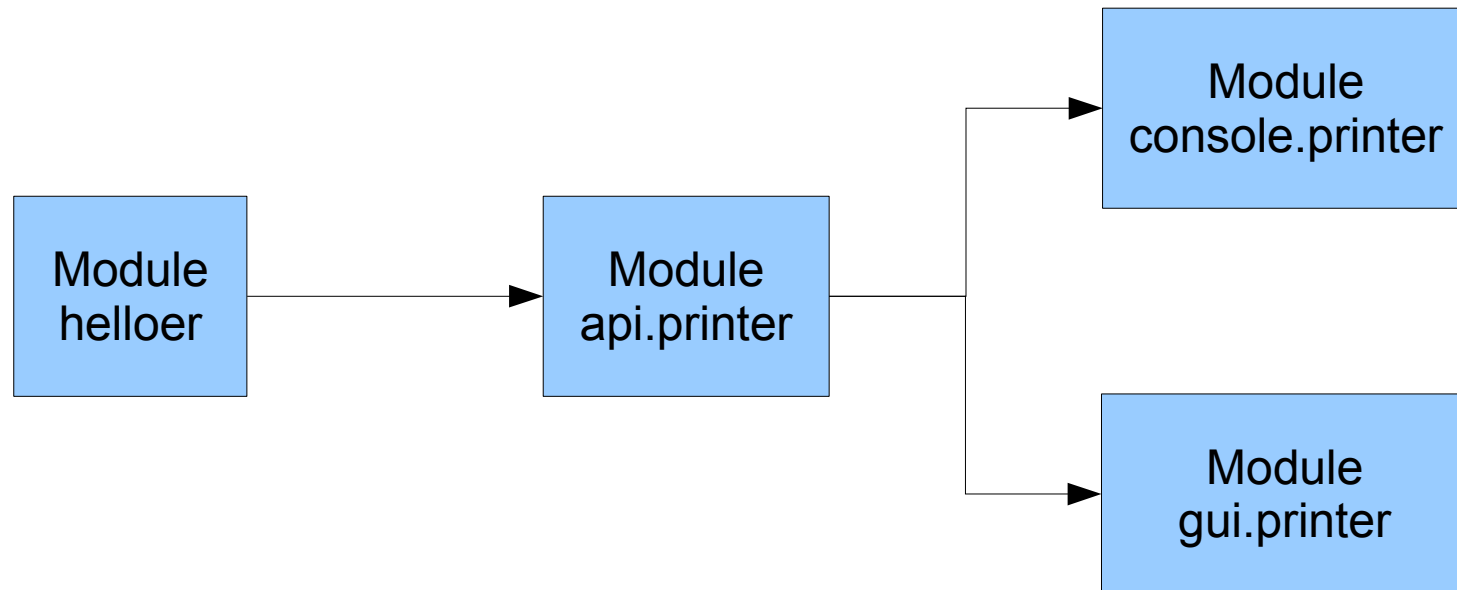 Module
helloer
Module
api.printer
Module
console.printer
Module
gui.printer